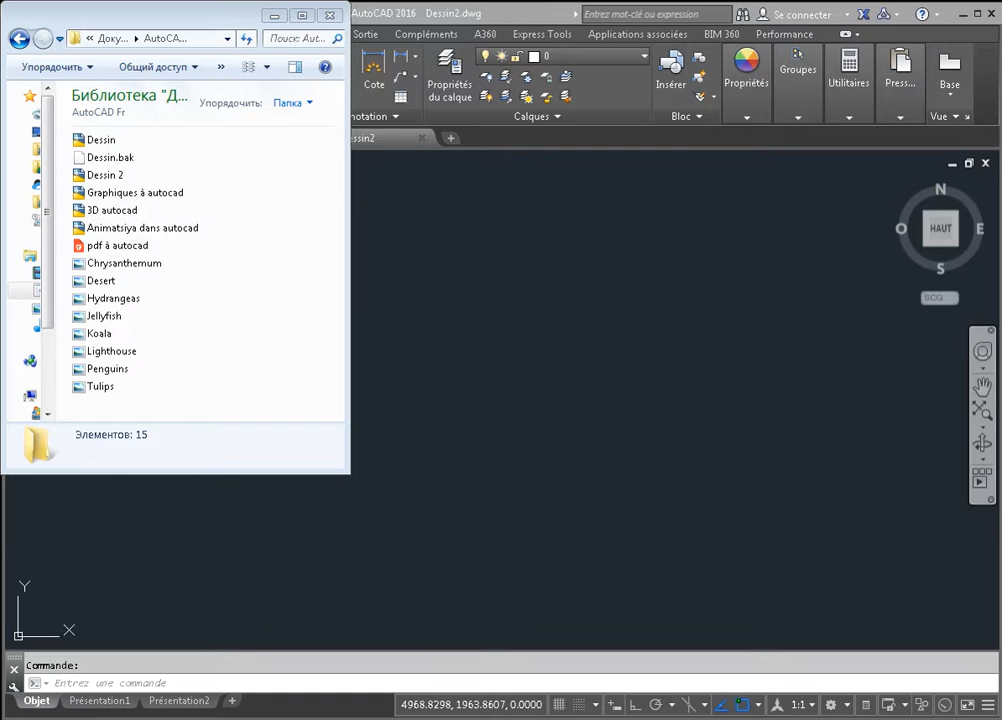 « Доку... ▸ AutoCA...
Поиск: Aut...
Упорядочить
Общий доступ
»
Библиотека "Д...
AutoCAD Fr
Упорядочить:
Папка
Dessin
Dessin.bak
Dessin 2
Graphiques à autocad
3D autocad
Animatsiya dans autocad
pdf à autocad
Chrysanthemum
Desert
Hydrangeas
Jellyfish
Koala
Lighthouse
Penguins
Tulips
Элементов: 15
AutoCAD 2016 Dessin2.dwg
Entrez mot-clé ou expression
Se connecter
Sortie
Compléments
A360
Express Tools
Applications associées
BIM 360
Performance
Cote
Propriétés
du calque
0
Insérer
Propriétés
Groupes
Utilitaires
Press...
Base
notation
Calques
Bloc
Vue
essin2
N
O
HAUT
E
S
SCG
Y
X
Commande:
Entrez une commande
Objet
Présentation1
Présentation2
4968.8298, 1963.8607, 0.0000
1:1